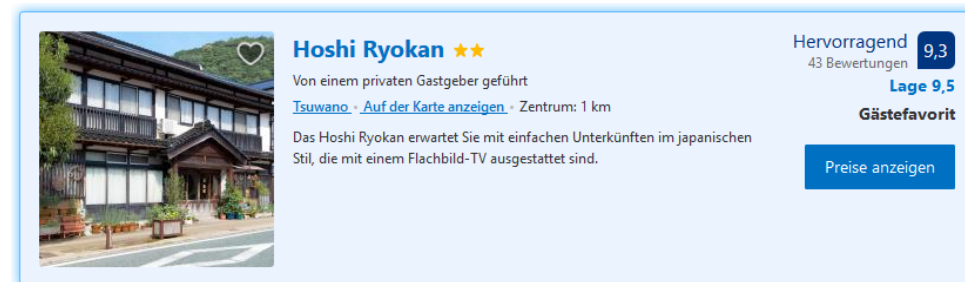 Hoshi Ryokan
Von einem privaten Gastgeber geführt
Tsuwano • Auf der Karte anzeigen • Zentrum: 1 km
Das Hoshi Ryokan erwartet Sie mit einfachen Unterkünften im japanischen
Stil, die mit einem Flachbild-TV ausgestattet sind.
Hervorragend 9,3
43 Bewertungen
Lage 9,5
Gästefavorit
Preise anzeigen